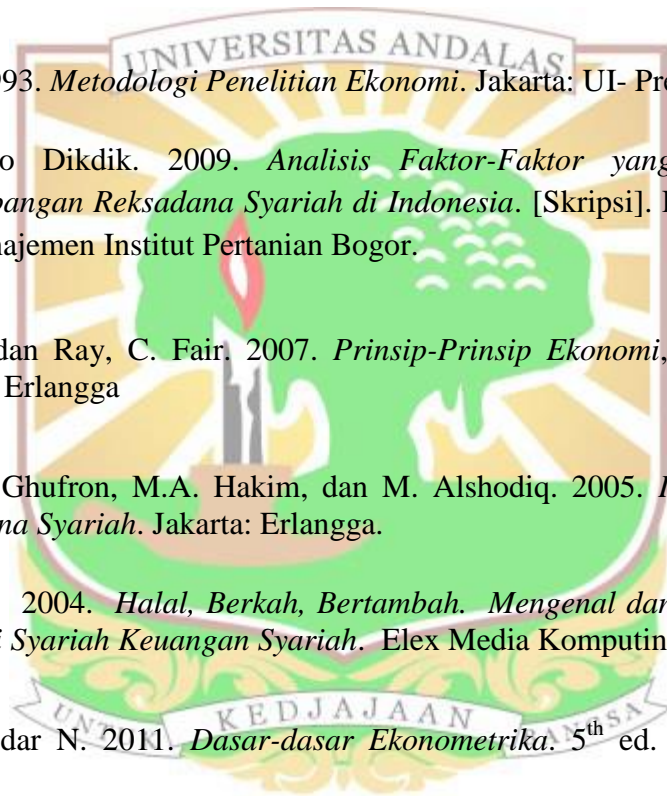 UNIVERSITAS ANDALAS
993. Metodologi Penelitian Ekonomi. Jakarta: UI- Pre
o Dikdik. 2009. Analisis Faktor-Faktor yang
bangan Reksadana Syariah di Indonesia. [Skripsi].
najemen Institut Pertanian Bogor.
dan Ray, C. Fair. 2007. Prinsip-Prinsip Ekonomi,
Erlangga
Ghufron, M.A. Hakim, dan M. Alshodiq. 2005.
na Syariah. Jakarta: Erlangga.
2004. Halal, Berkah, Bertambah. Mengenal dan
i Syariah Keuangan Syariah. Elex Media Komputin
UNTUK KEDJAJAAN BANGSA
dar N. 2011. Dasar-dasar Ekonometrika. 5th ed.